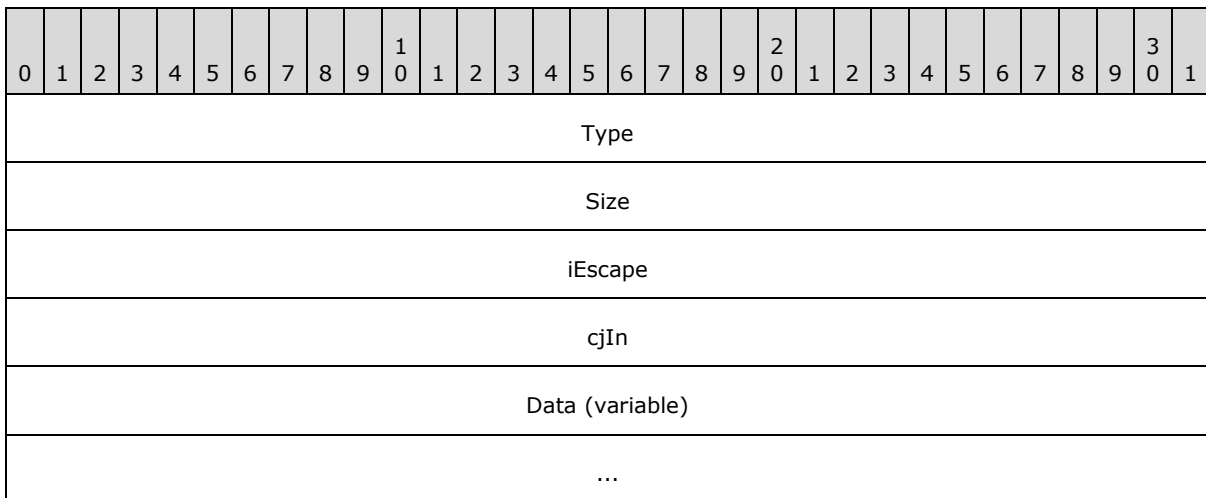 1 2 3
0 1 2 3 4 5 6 7 8 9 0 1 2 3 4 5 6 7 8 9 0 1 2 3 4 5 6 7 8 9 0 1
Type
Size
iEscape
cjIn
Data (variable)
...